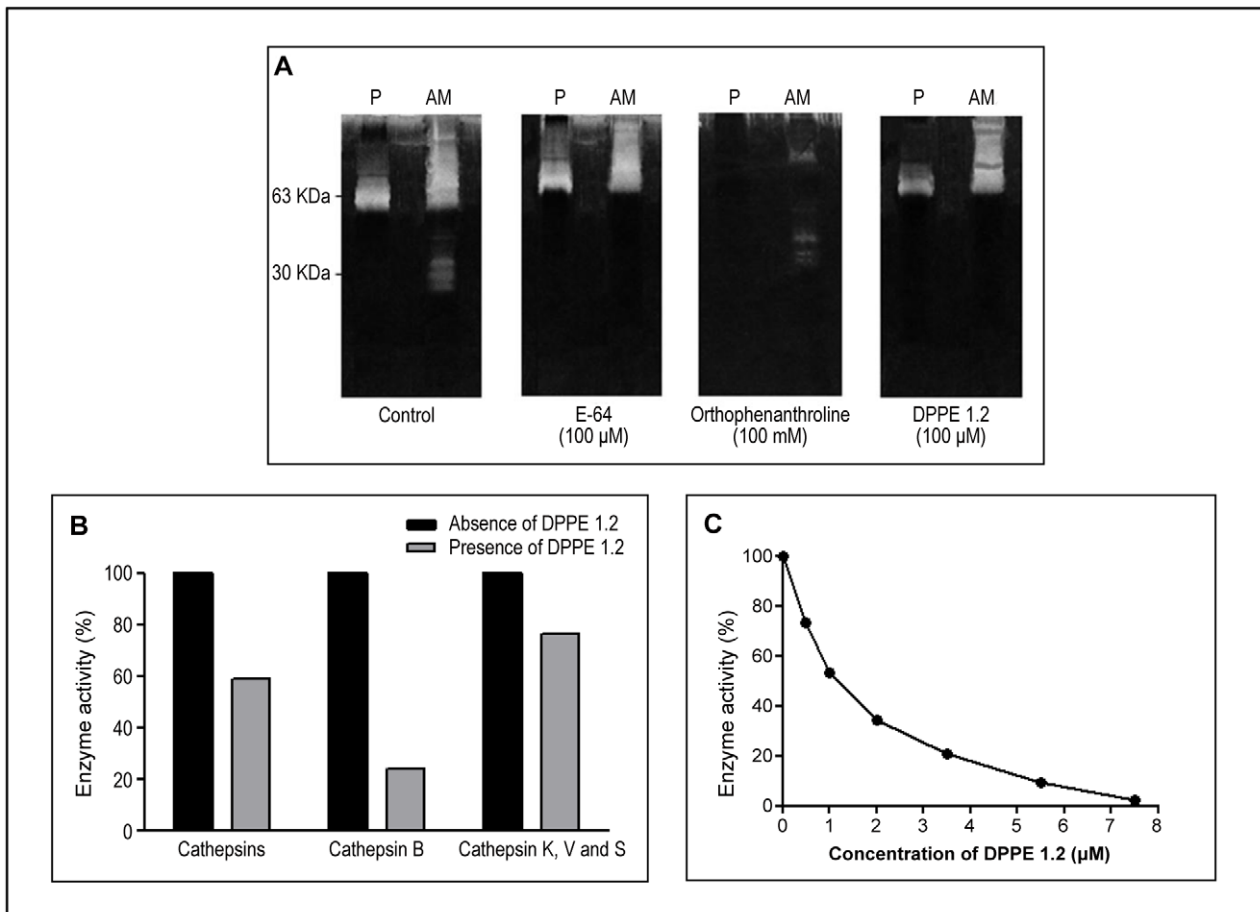 A
P AM P AM P AM P AM
63 KDa
30 KDa
Control E-64 Orthophenanthroline DPPE 1.2
(100 µM) (100 mM) (100 µM)
B
Absence of DPPE 1.2
Presence of DPPE 1.2
Enzyme activity (%)
100
80
60
40
20
0
Cathepsins Cathepsin B Cathepsin K, V and S
C
Enzyme activity (%)
100
80
60
40
20
0
0 1 2 3 4 5 6 7 8
Concentration of DPPE 1.2 (µM)